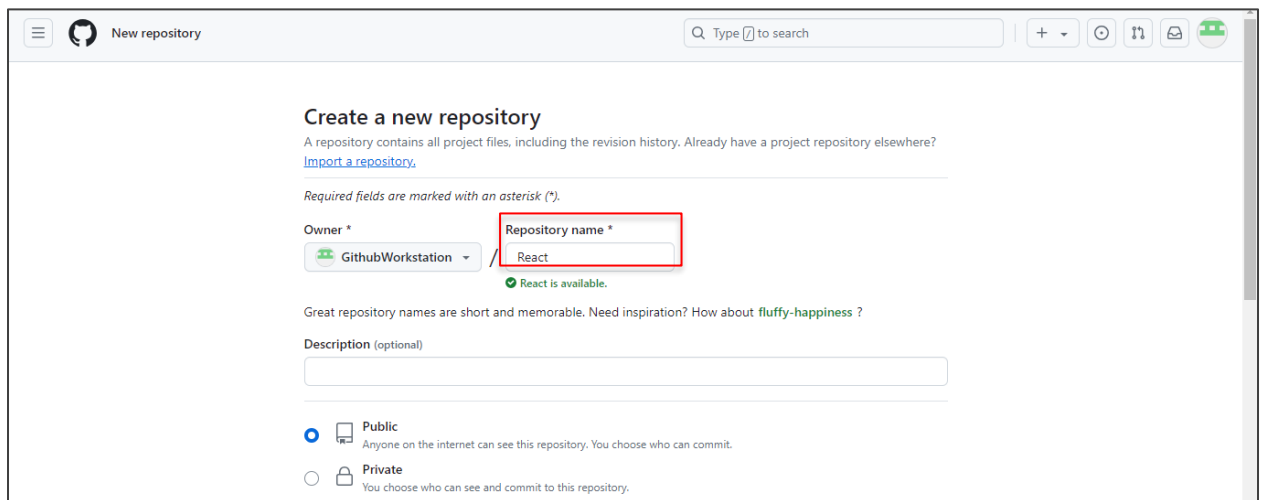 New repository
Type / to search
Create a new repository
A repository contains all project files, including the revision history. Already have a project repository elsewhere?
Import a repository.
Required fields are marked with an asterisk (*).
Owner *
Repository name *
GithubWorkstation
/
React
React is available.
Great repository names are short and memorable. Need inspiration? How about fluffy-happiness ?
Description (optional)
Public
Anyone on the internet can see this repository. You choose who can commit.
Private
You choose who can see and commit to this repository.